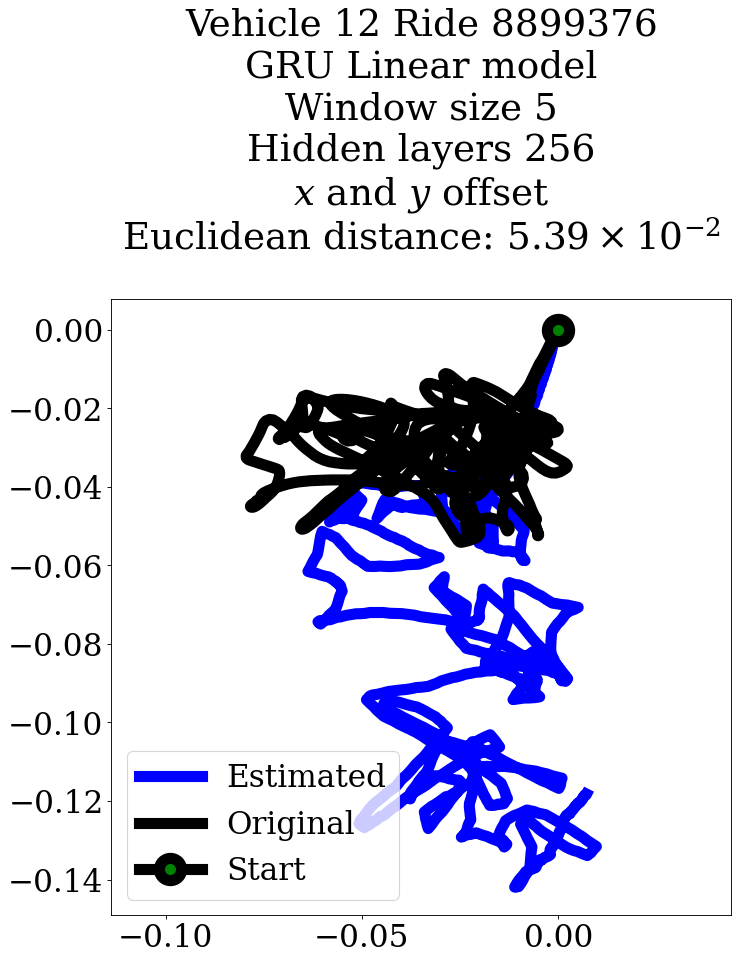 Vehicle 12 Ride 8899376
GRU Linear model
Window size 5
Hidden layers 256
x and y offset
Euclidean distance: 5.39 × 10⁻²
0.00
−0.02
−0.04
−0.06
−0.08
−0.10
−0.12
−0.14
Estimated
Original
Start
−0.10 −0.05 0.00